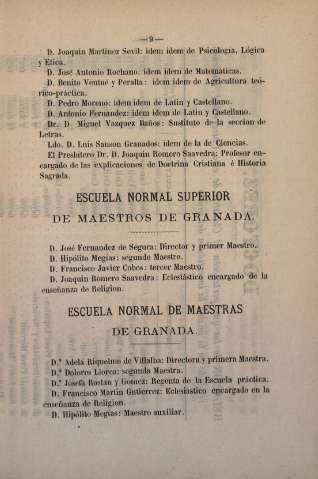 —9—
D. Joaquin Martinez Sevil: idem idem de Psicologia, Lógica
y Etica.
D. José Antonio Rochano: idem idem de Matemáticas.
D. Benito Ventué y Peralta: idem idem de Agricultura teó-
rico-práctica.
D. Pedro Moreno: idem idem de Latin y Castellano.
D. Antonio Fernandez: idem idem de Latin y Castellano.
Dr. D. Miguel Vazquez Baños: Sustituto de la seccion de
Letras.
Ldo. D. Luis Sanson Granados: idem de la de Ciencias.
El Presbítero Dr. D. Joaquin Romero Saavedra; Profesor en-
cargado de las explicaciones de Doctrina Cristiana é Historia
Sagrada.
ESCUELA NORMAL SUPERIOR
DE MAESTROS DE GRANADA.
D. José Fernandez de Segura: Director y primer Maestro.
D. Hipólito Megías: segundo Maestro.
D. Francisco Javier Cobos: tercer Maestro.
D. Joaquin Romero Saavedra: Eclesiástico encargado de la
enseñanza de Religion.
ESCUELA NORMAL DE MAESTRAS
DE GRANADA.
D.ª Adela Riquelme de Villalba: Directora y primera Maestra.
D.ª Dolores Llorca: segunda Maestra.
D.ª Josefa Rostan y Gomez: Regenta de la Escuela práctica.
D. Francisco Martin Gutierrez: Eclesiástico encargado en la
enseñanza de Religion.
D. Hipólito Megías: Maestro auxiliar.